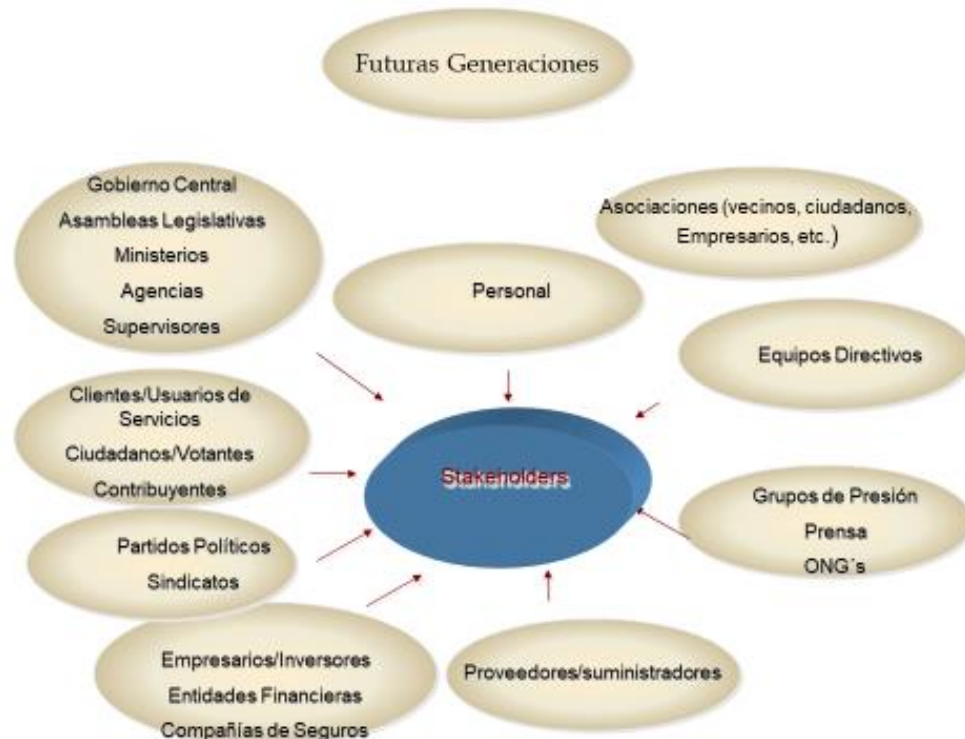 Futuras Generaciones
Gobierno Central
Asambleas Legislativas
Ministerios
Agencias
Supervisores
Asociaciones (vecinos, ciudadanos,
Empresarios, etc.)
Personal
Equipos Directivos
Clientes/Usuarios de
Servicios
Ciudadanos/Votantes
Contribuyentes
Stakeholders
Grupos de Presión
Prensa
ONG´s
Partidos Políticos
Sindicatos
Empresarios/Inversores
Entidades Financieras
Compañías de Seguros
Proveedores/suministradores